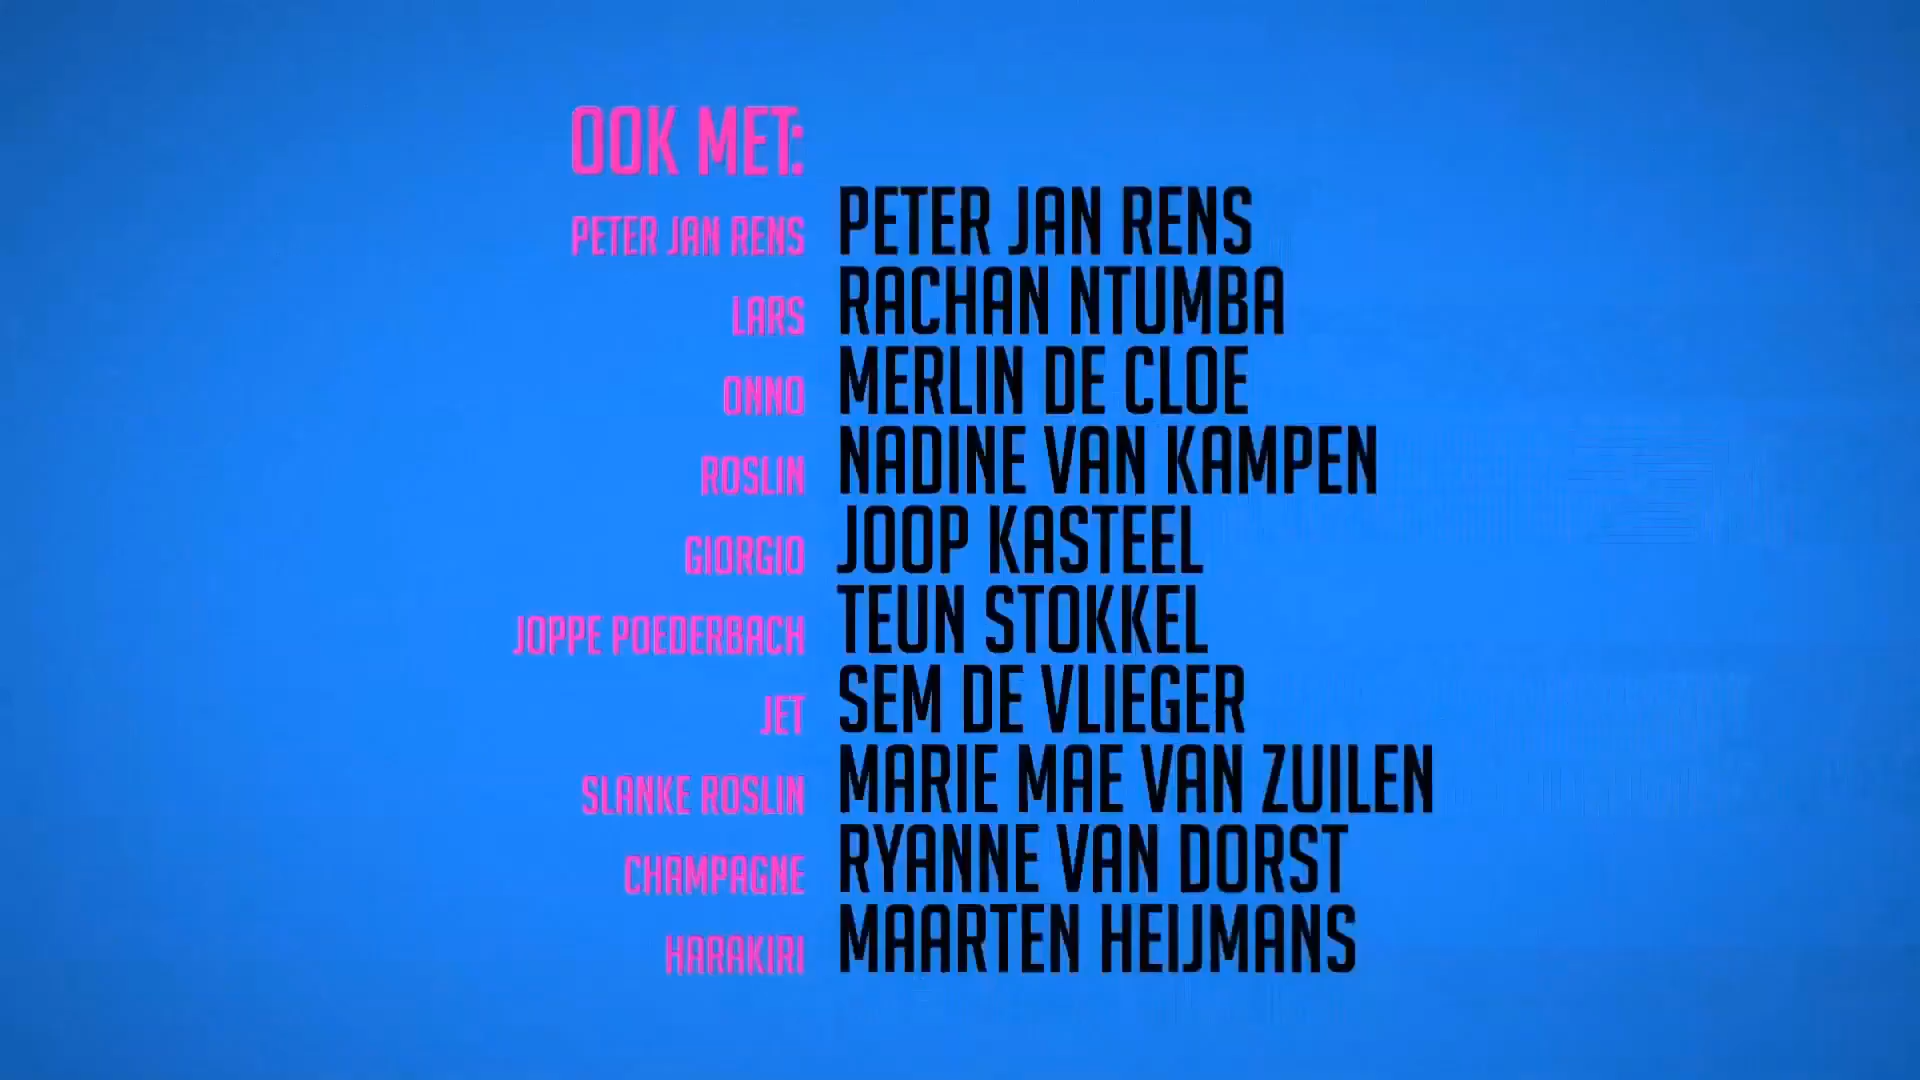 OOK MET:
PETER JAN RENS PETER JAN RENS
LARS RACHAN NTUMBA
ONNO MERLIN DE CLOE
ROSLIN NADINE VAN KAMPEN
GIORGIO JOOP KASTEEL
JOPPE POEDERBACH TEUN STOKKEL
JET SEM DE VLIEGER
SLANKE ROSLIN MARIE MAE VAN ZUILEN
CHAMPAGNE RYANNE VAN DORST
HARAKIRI MAARTEN HEIJMANS